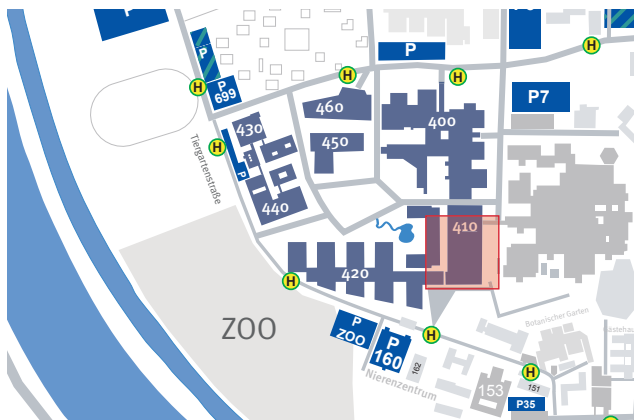 P
P
699
H
H
H
H
H
P
P7
460
400
430
450
H
Tiergartenstraße
P
440
410
420
H
ZOO
P
ZOO
P
160
H
Botanischer Garten
162
Nierenzentrum
H
153
151
P35
H